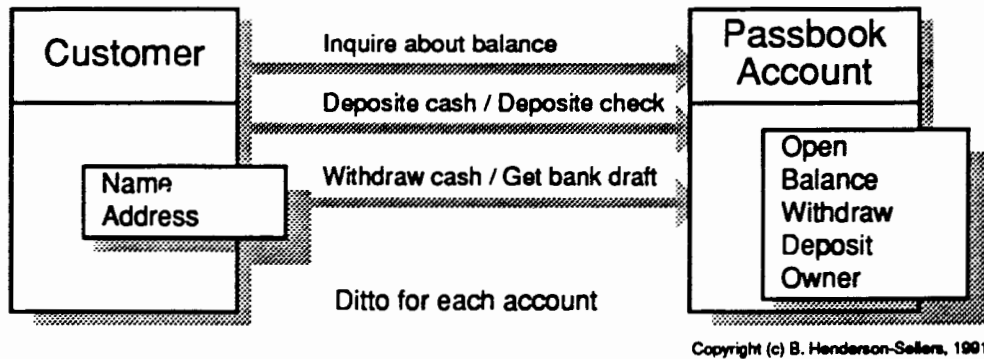 Customer
Inquire about balance
Deposite cash / Deposite check
Withdraw cash / Get bank draft
Name
Address
Ditto for each account
Passbook
Account
Open
Balance
Withdraw
Deposit
Owner
Copyright (c) B. Henderson-Sellers, 1991